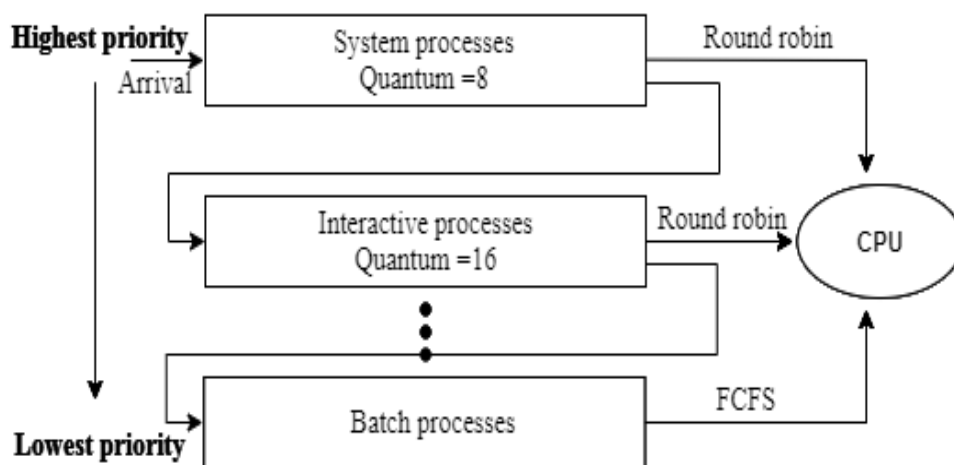 Highest priority
Arrival
System processes
Quantum =8
Round robin
Interactive processes
Quantum =16
Round robin
CPU
Batch processes
FCFS
Lowest priority